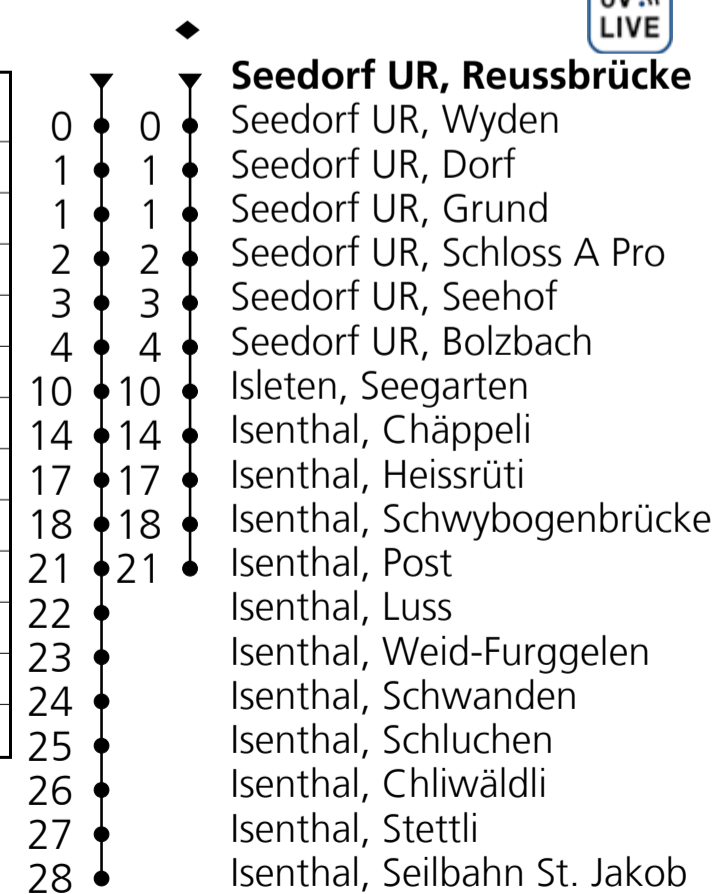 LIVE
Seedorf UR, Reussbrücke
0 0 Seedorf UR, Wyden
1 1 Seedorf UR, Dorf
1 1 Seedorf UR, Grund
2 2 Seedorf UR, Schloss A Pro
3 3 Seedorf UR, Seehof
4 4 Seedorf UR, Bolzbach
10 10 Isleten, Seegarten
14 14 Isenthal, Chäppeli
17 17 Isenthal, Heissrüti
18 18 Isenthal, Schwybogenbrücke
21 21 Isenthal, Post
22 Isenthal, Luss
23 Isenthal, Weid-Furggelen
24 Isenthal, Schwanden
25 Isenthal, Schluchen
26 Isenthal, Chliwäldli
27 Isenthal, Stettli
28 Isenthal, Seilbahn St. Jakob